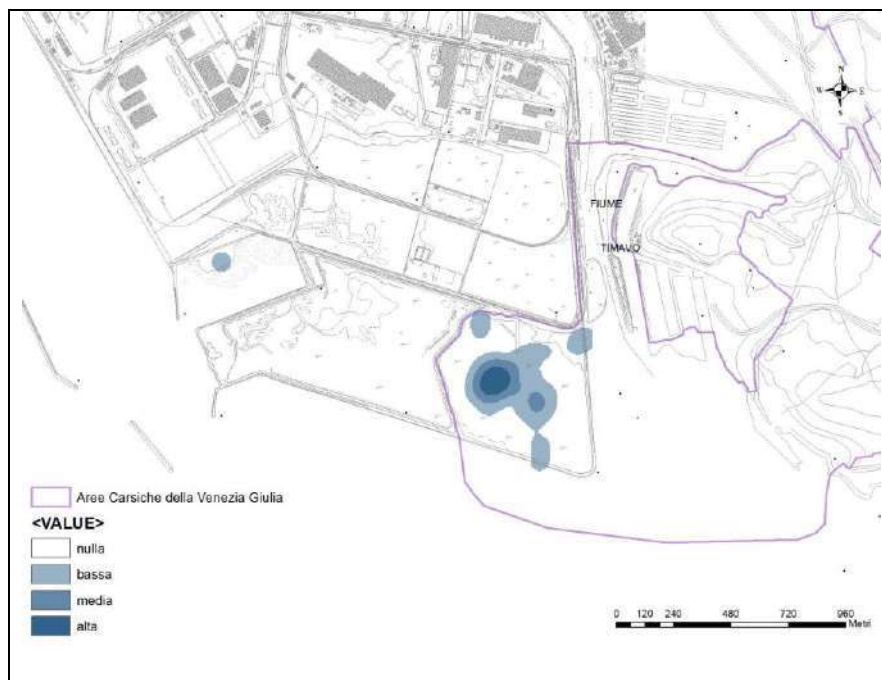 N
W E
S
FIUME
TIMAVO
Aree Carsiche della Venezia Giulia
<VALUE>
nulla
bassa
media
alta
0 120 240 480 720 960
Metri